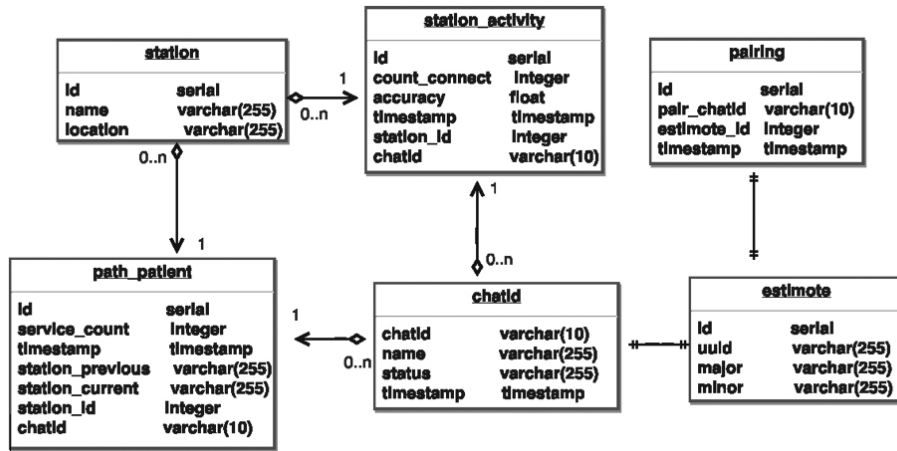 station
id serial
name varchar(255)
location varchar(255)
0..n
1
0..n
station_activity
id serial
count_connect integer
accuracy float
timestamp timestamp
station_id integer
chatid varchar(10)
pairing
id serial
pair_chatid varchar(10)
estimote_id integer
timestamp timestamp
1
1
0..n
path_patient
id serial
service_count integer
timestamp timestamp
station_previous varchar(255)
station_current varchar(255)
station_id integer
chatid varchar(10)
1
0..n
chatid
chatid varchar(10)
name varchar(255)
status varchar(255)
timestamp timestamp
estimote
id serial
uuid varchar(255)
major varchar(255)
minor varchar(255)